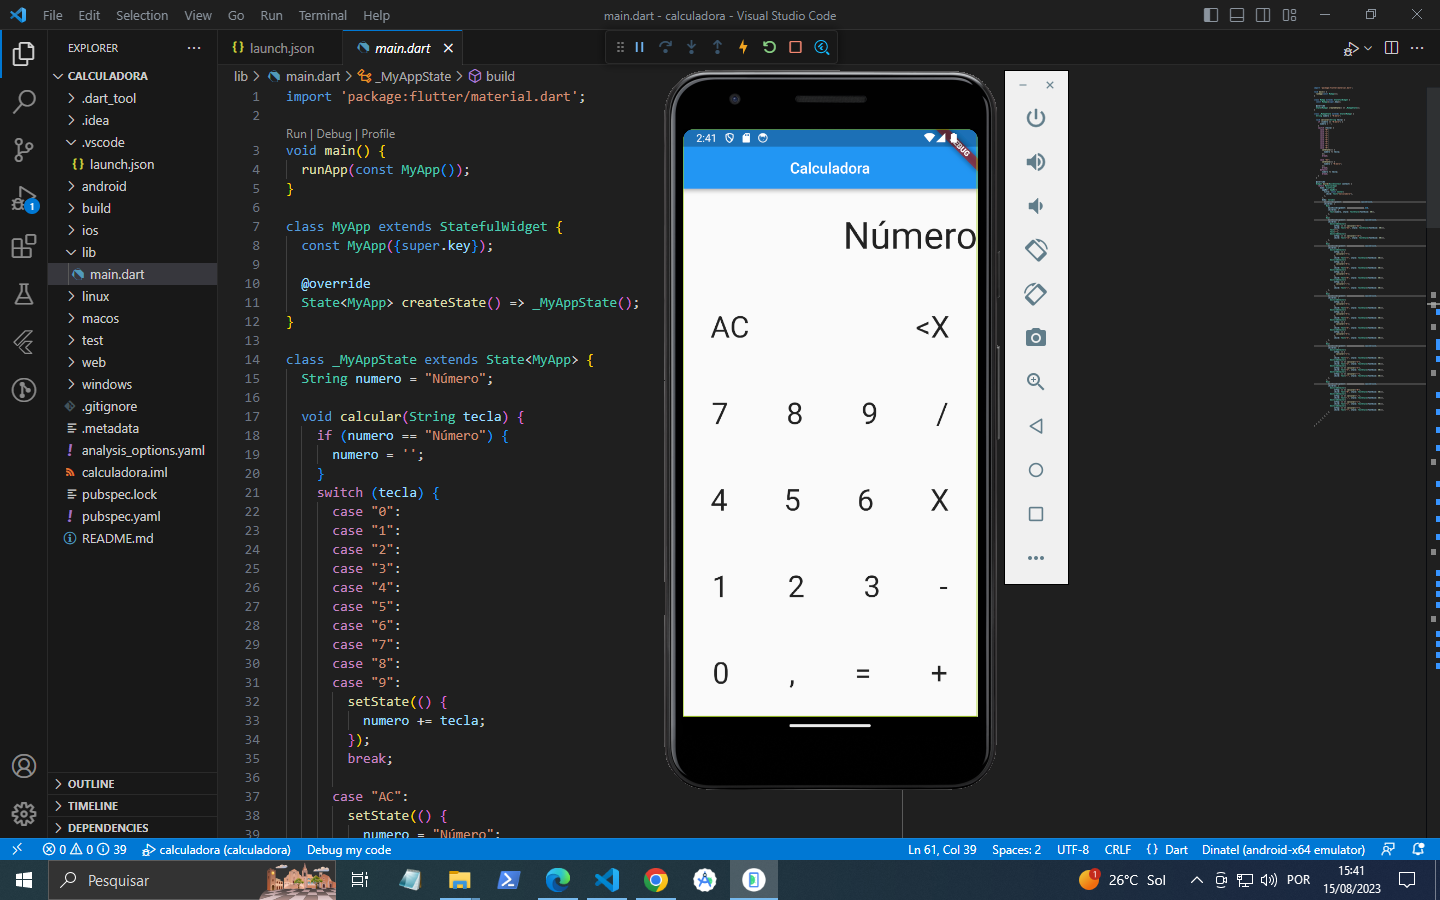 File Edit Selection View Go Run Terminal Help
main.dart - calculadora - Visual Studio Code
EXPLORER
CALCULADORA
.dart_tool
.idea
.vscode
launch.json
android
build
ios
lib
main.dart
linux
macos
test
web
windows
.gitignore
.metadata
analysis_options.yaml
calculadora.iml
pubspec.lock
pubspec.yaml
README.md
OUTLINE
TIMELINE
DEPENDENCIES
1
launch.json
main.dart
lib > main.dart > _MyAppState > build
1 import 'package:flutter/material.dart';
2
Run | Debug | Profile
3 void main() {
4 runApp(const MyApp());
5 }
6
7 class MyApp extends StatefulWidget {
8 const MyApp({super.key});
9
10 @override
11 State<MyApp> createState() => _MyAppState();
12 }
13
14 class _MyAppState extends State<MyApp> {
15 String numero = "Número";
16
17 void calcular(String tecla) {
18 if (numero == "Número") {
19 numero = '';
20 }
21 switch (tecla) {
22 case "0":
23 case "1":
24 case "2":
25 case "3":
26 case "4":
27 case "5":
28 case "6":
29 case "7":
30 case "8":
31 case "9":
32 setState(() {
33 numero += tecla;
34 });
35 break;
36
37 case "AC":
38 setState(() {
39 numero = "Número";
2:41
DEBUG
Calculadora
Número
AC <X
7 8 9 /
4 5 6 X
1 2 3 -
0 , = +
0 0 39 calculadora (calculadora) Debug my code
Ln 61, Col 39 Spaces: 2 UTF-8 CRLF {} Dart Dinatel (android-x64 emulator)
Pesquisar
1
26°C Sol
POR
15:41
15/08/2023